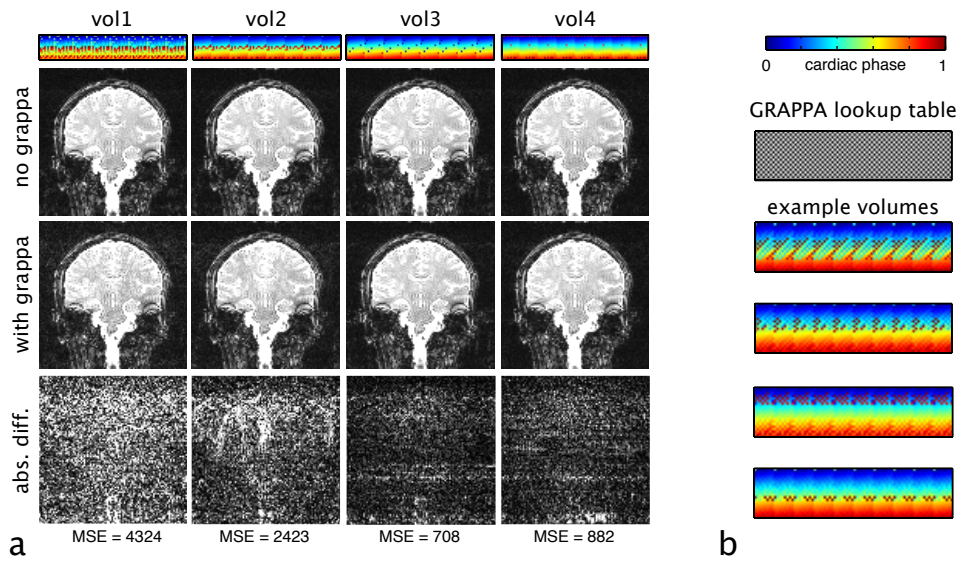 vol1 vol2 vol3 vol4
no grappa
with grappa
abs. diff.
MSE = 4324 MSE = 2423 MSE = 708 MSE = 882
a
0 cardiac phase 1
GRAPPA lookup table
example volumes
b